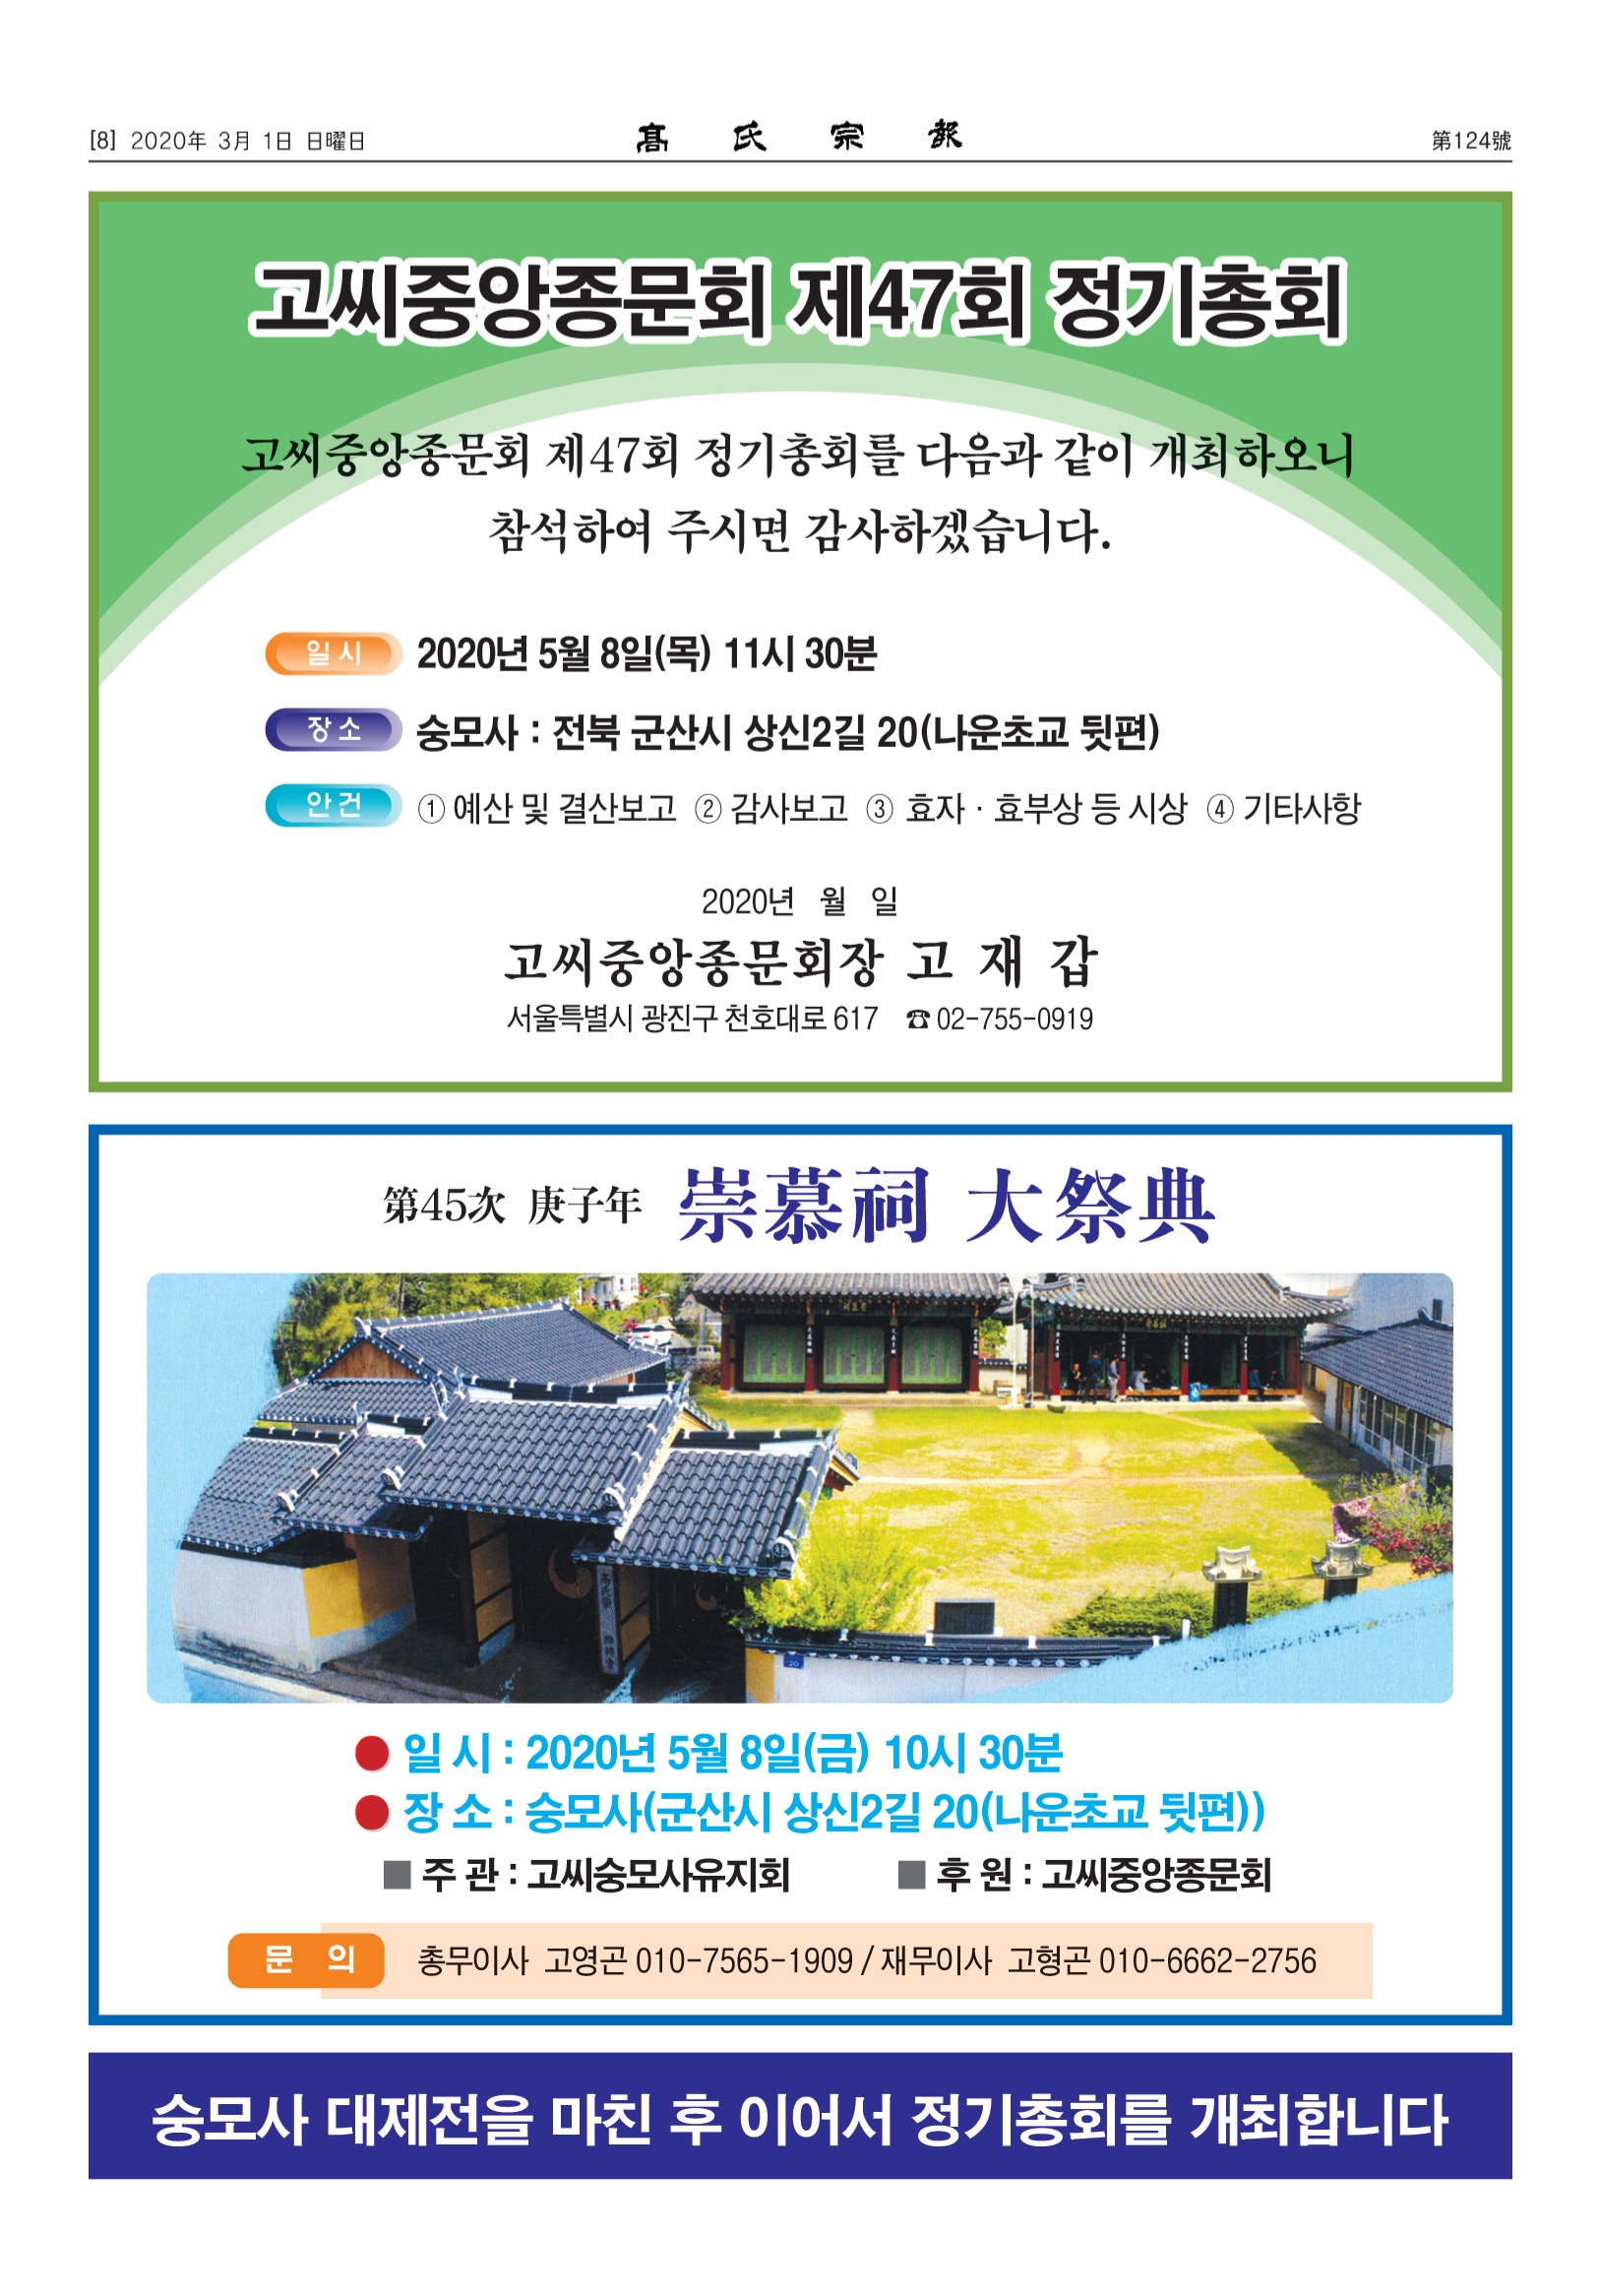 [8] 2020年 3月 1日 日曜日
髙氏宗報
第124號
고씨중앙종문회 제47회 정기총회
고씨중앙종문회 제47회 정기총회를 다음과 같이 개최하오니
참석하여 주시면 감사하겠습니다.
일시 2020년 5월 8일(목) 11시 30분
장소 숭모사 : 전북 군산시 상신2길 20(나운초교 뒷편)
안건 ① 예산 및 결산보고 ② 감사보고 ③ 효자 · 효부상 등 시상 ④ 기타사항
2020년 월 일
고씨중앙종문회장 고 재 갑
서울특별시 광진구 천호대로 617 ☎ 02-755-0919
第45次 庚子年 崇慕祠 大祭典
20
● 일 시 : 2020년 5월 8일(금) 10시 30분
● 장 소 : 숭모사(군산시 상신2길 20(나운초교 뒷편))
■ 주 관 : 고씨숭모사유지회 ■ 후 원 : 고씨중앙종문회
문 의 총무이사 고영곤 010-7565-1909 / 재무이사 고형곤 010-6662-2756
숭모사 대제전을 마친 후 이어서 정기총회를 개최합니다